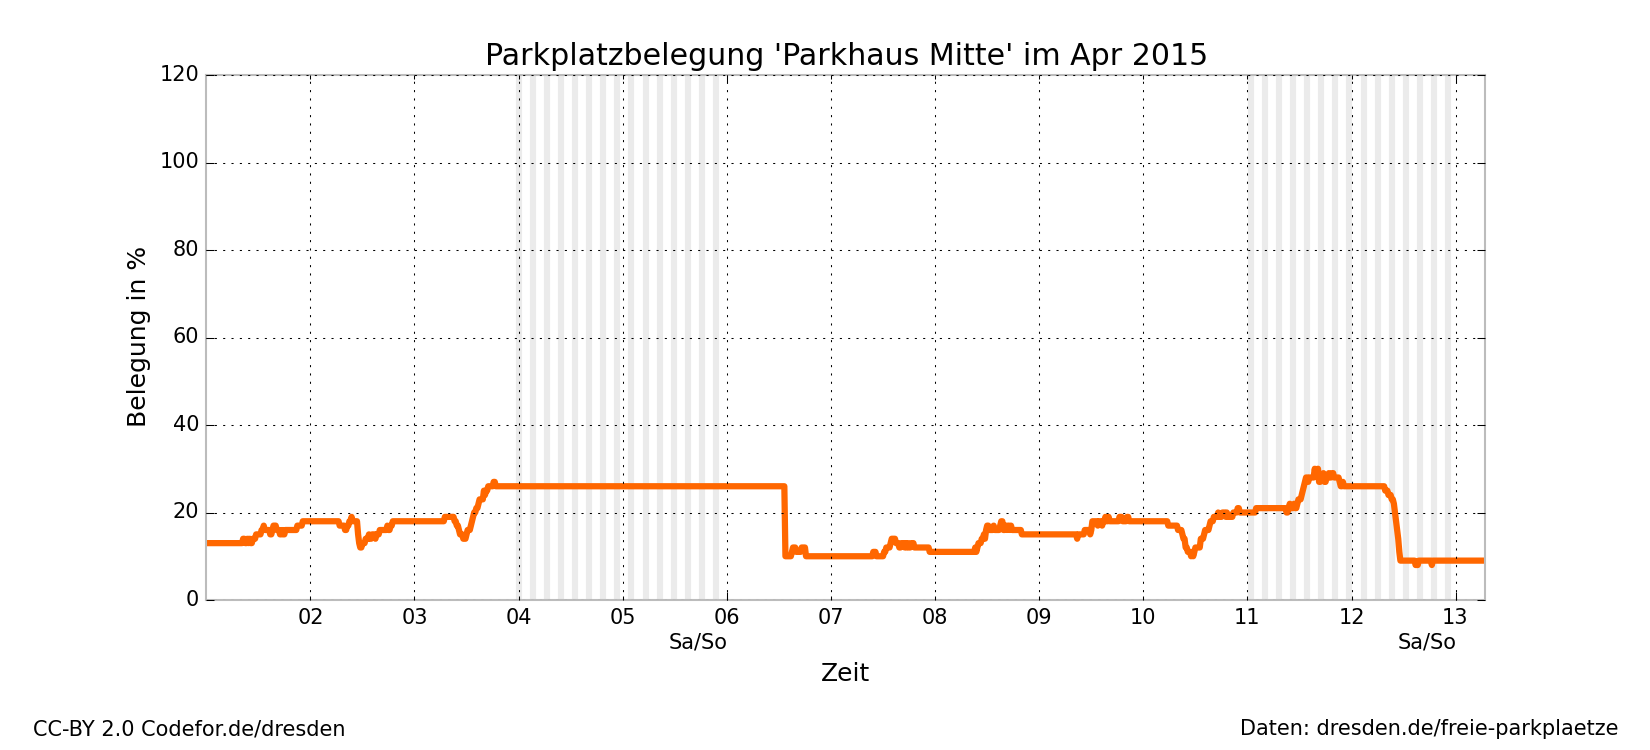 Parkplatzbelegung 'Parkhaus Mitte' im Apr 2015
120
100
80
60
40
20
0
Belegung in %
02 03 04 05 06 07 08 09 10 11 12 13
Sa/So Sa/So
Zeit
CC-BY 2.0 Codefor.de/dresden
Daten: dresden.de/freie-parkplaetze